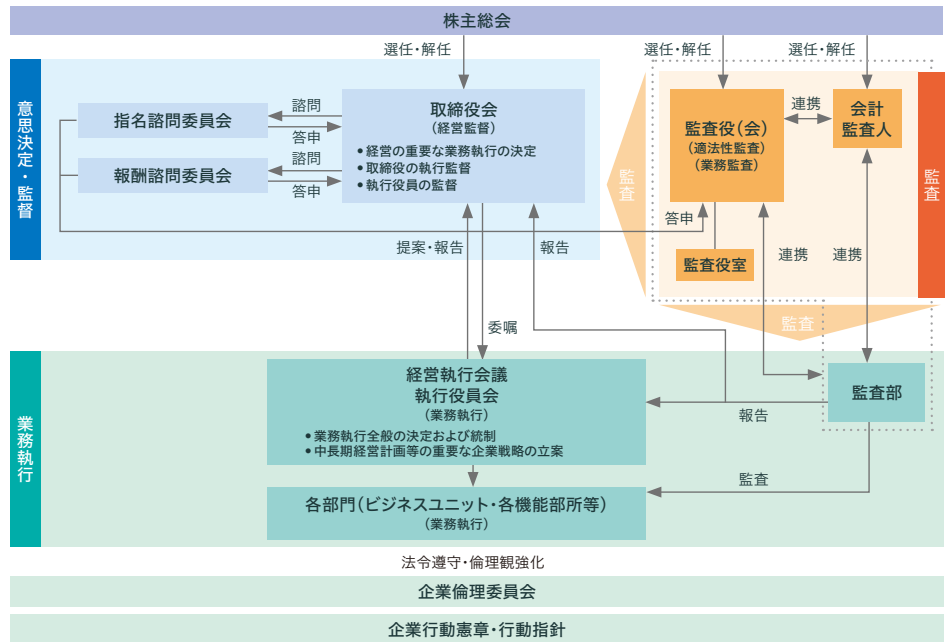 株主総会
選任・解任
選任・解任
選任・解任
意思決定・監督
指名諮問委員会
諮問
答申
報酬諮問委員会
諮問
答申
取締役会
(経営監督)
•経営の重要な業務執行の決定
•取締役の執行監督
•執行役員の監督
監査
監査役(会)
(適法性監査)
(業務監査)
連携
会計
監査人
監査
答申
監査役室
提案・報告
報告
連携
連携
監査
委嘱
業務執行
経営執行会議
執行役員会
(業務執行)
•業務執行全般の決定および統制
•中長期経営計画等の重要な企業戦略の立案
監査部
報告
監査
各部門(ビジネスユニット・各機能部所等)
(業務執行)
法令遵守・倫理観強化
企業倫理委員会
企業行動憲章・行動指針